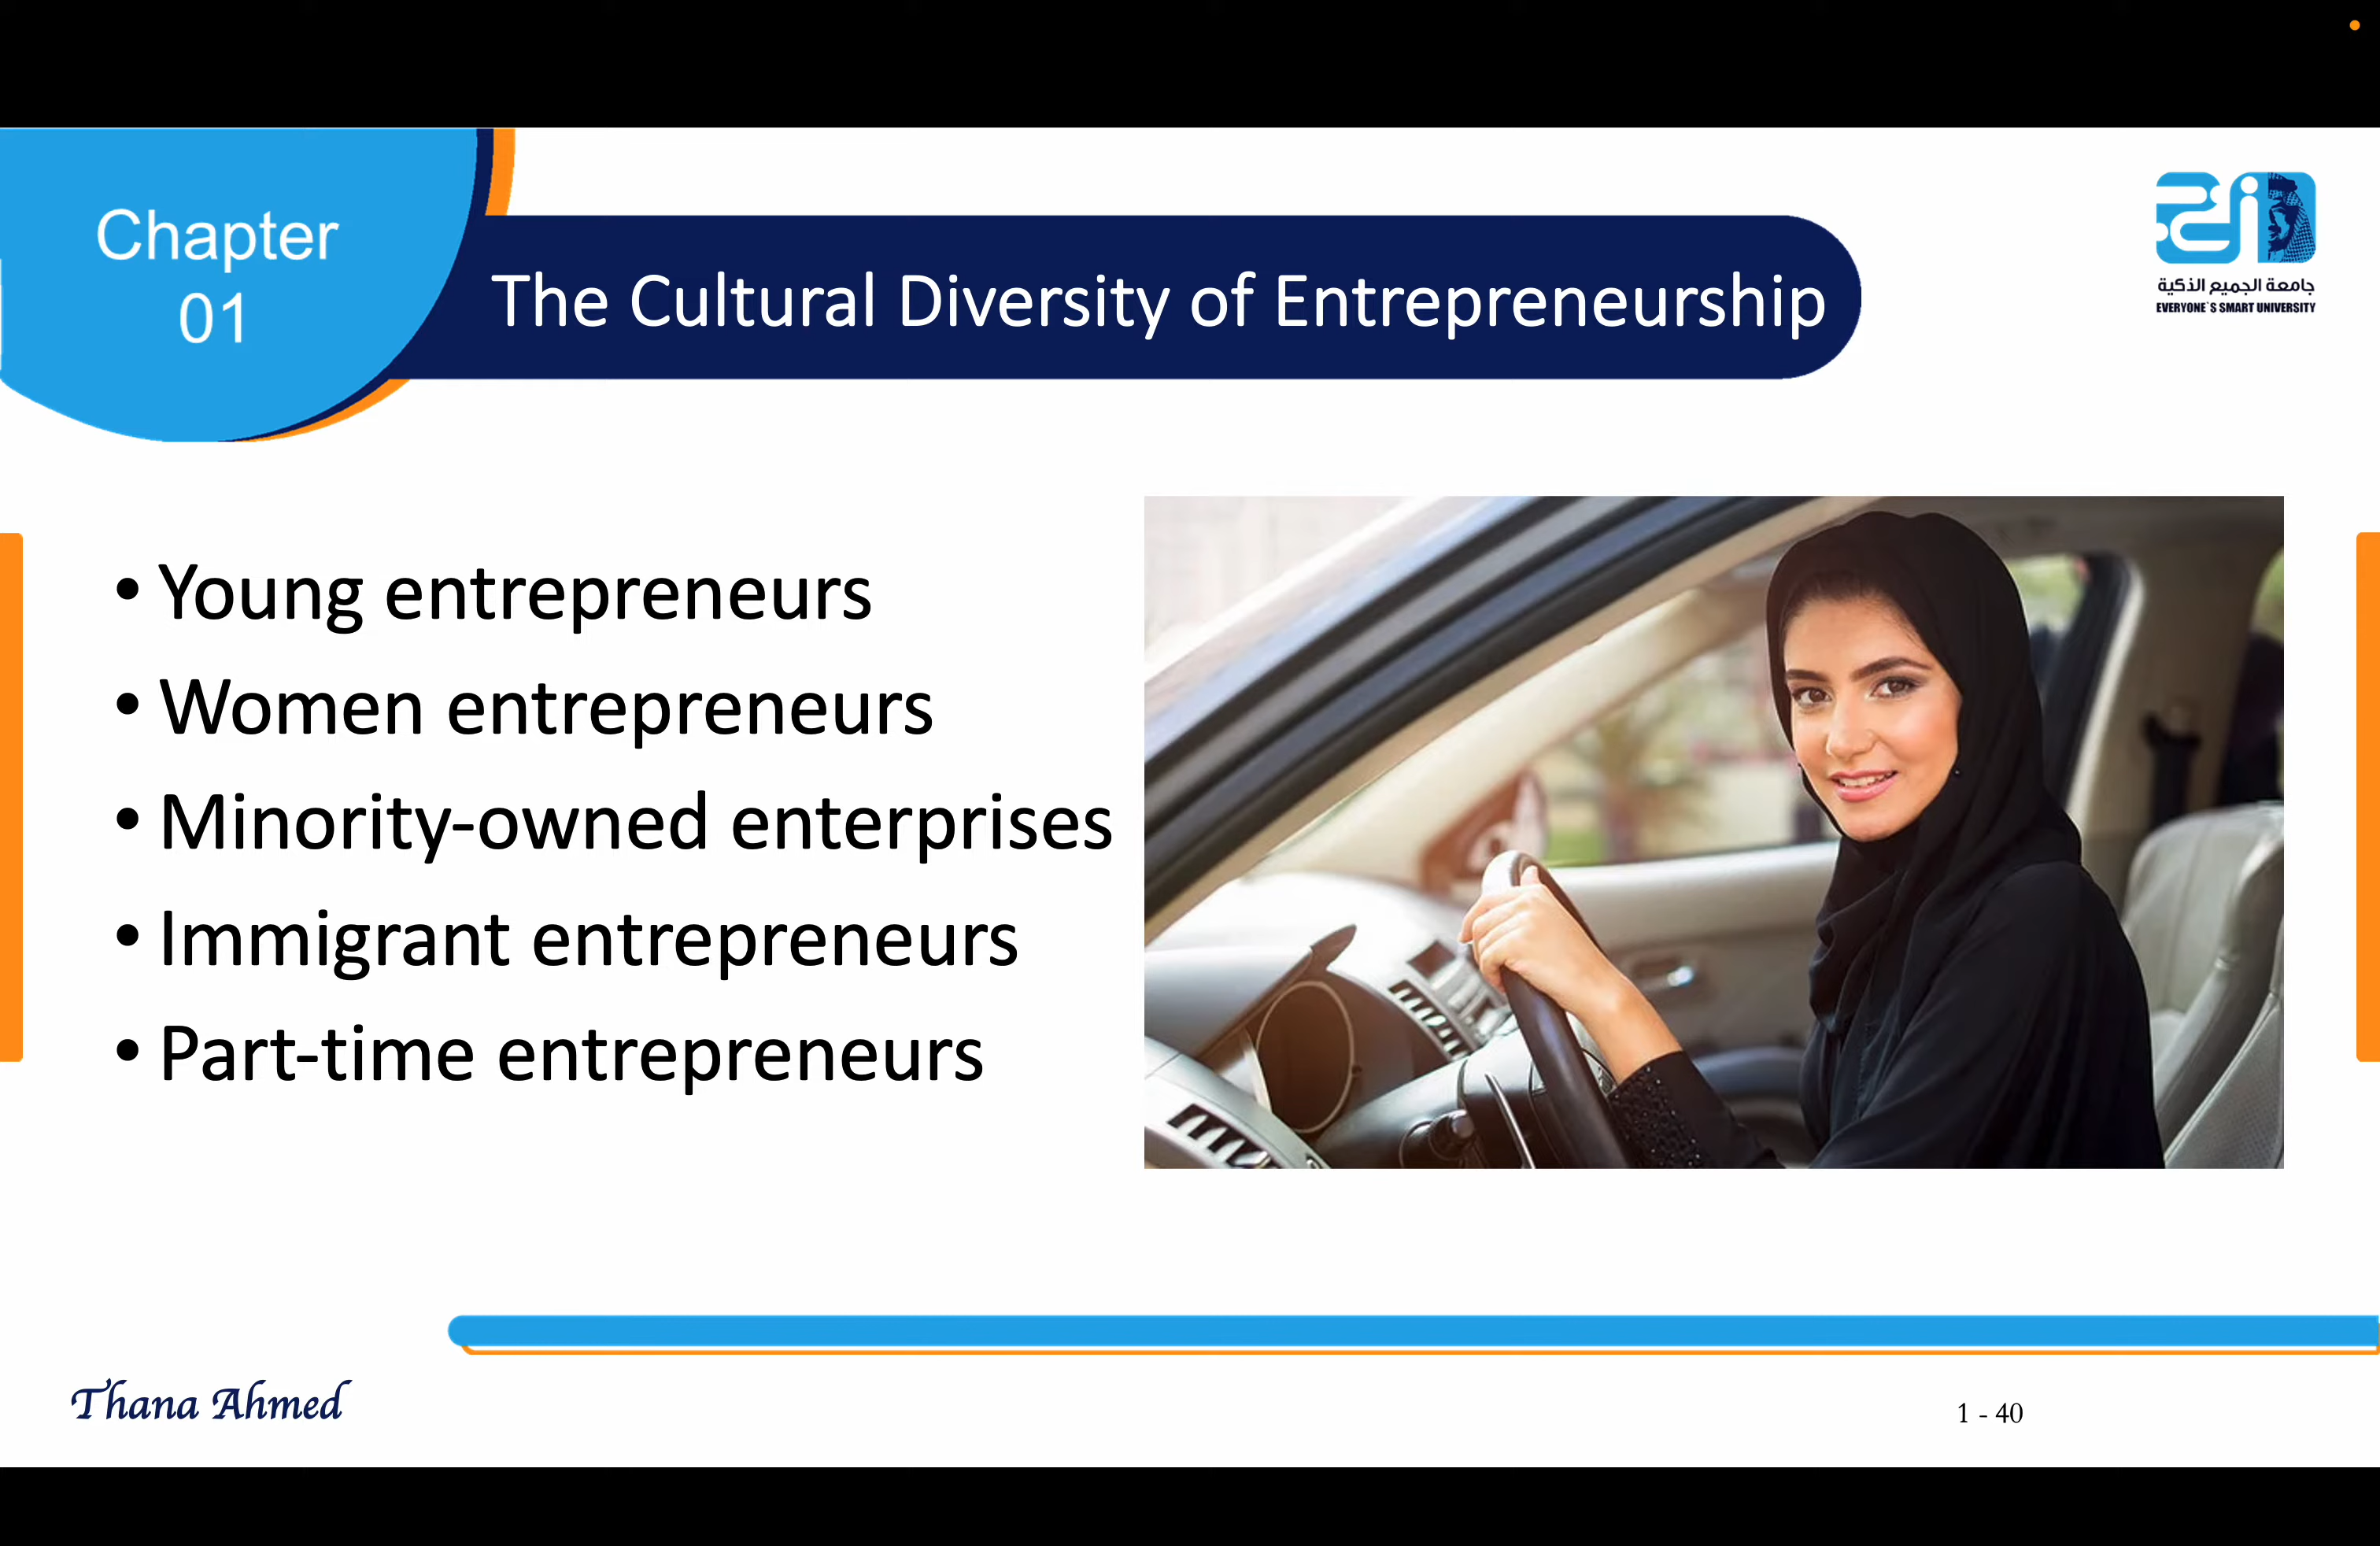 Chapter
01
The Cultural Diversity of Entrepreneurship
جامعة الجميع الذكية
EVERYONE`S SMART UNIVERSITY
• Young entrepreneurs
• Women entrepreneurs
• Minority-owned enterprises
• Immigrant entrepreneurs
• Part-time entrepreneurs
Thana Ahmed
1 - 40